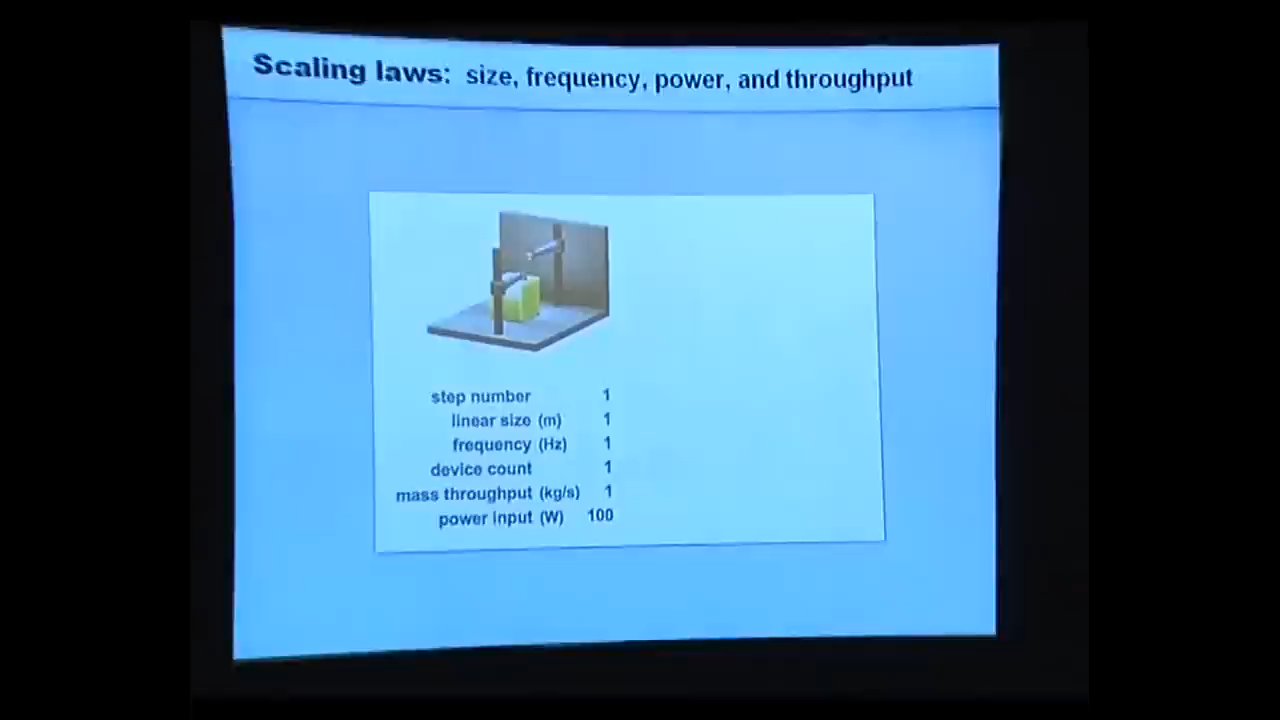 Scaling laws: size, frequency, power, and throughput
step number 1
linear size (m) 1
frequency (Hz) 1
device count 1
mass throughput (kg/s) 1
power input (W) 100